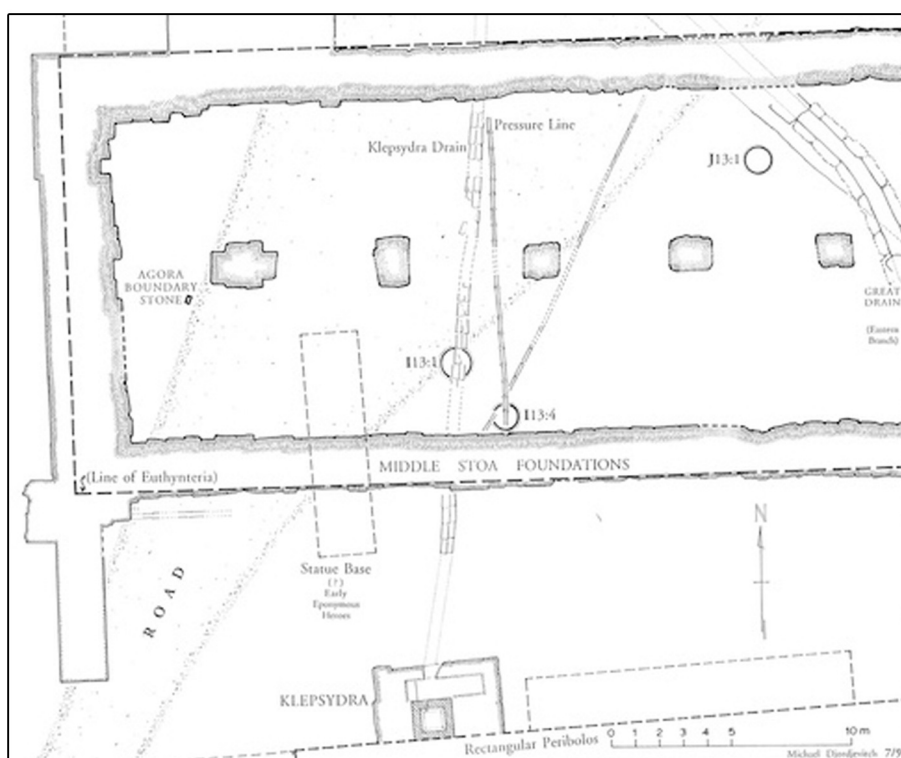 Pressure Line
Klepsydra Drain
J13:1
AGORA
BOUNDARY
STONE
GREAT
DRAIN
(Eastern
Branch)
I13:1
I13:4
MIDDLE STOA FOUNDATIONS
(Line of Euthynteria)
N
ROAD
Statue Base
(?)
Early
Eponymous
Heroes
KLEPSYDRA
Rectangular Peribolos
0 1 2 3 4 5 10 m
Michael Djordjevitch 7/9